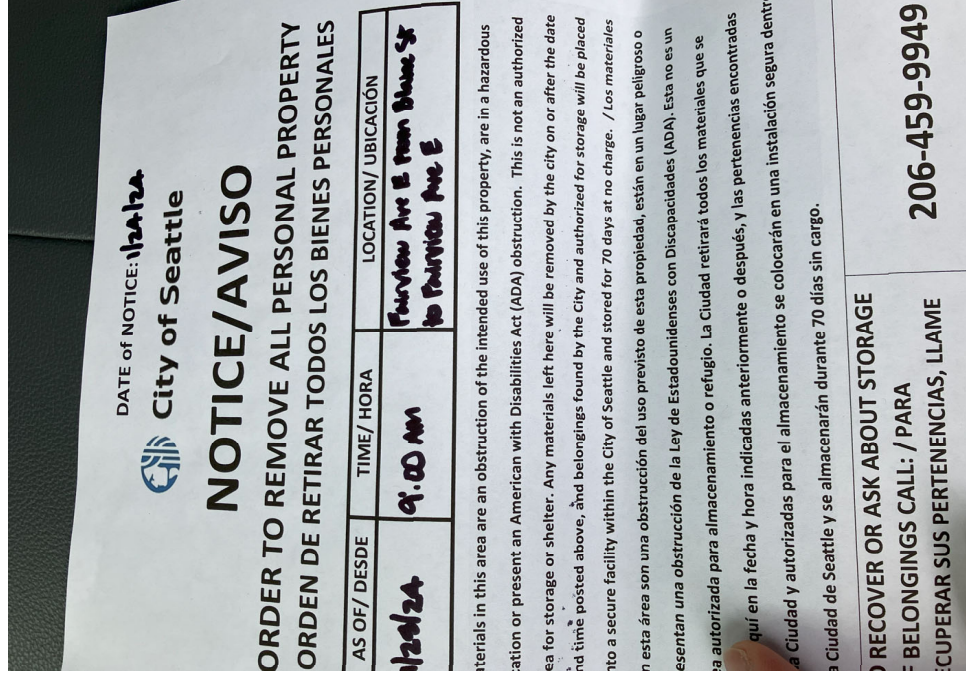 DATE OF NOTICE: 1/24/24
City of Seattle
NOTICE/AVISO
ORDER TO REMOVE ALL PERSONAL PROPERTY
ORDEN DE RETIRAR TODOS LOS BIENES PERSONALES
AS OF/ DESDE TIME/ HORA LOCATION/ UBICACIÓN
9:00 AM Fairview Ave E from Blaine St
to Fairview Ave E
terials in this area are an obstruction of the intended use of this property, are in a hazardous
cation or present an American with Disabilities Act (ADA) obstruction. This is not an authorized
ea for storage or shelter. Any materials left here will be removed by the city on or after the date
nd time posted above, and belongings found by the City and authorized for storage will be placed
nto a secure facility within the City of Seattle and stored for 70 days at no charge. / Los materiales
n esta área son una obstrucción del uso previsto de esta propiedad, están en un lugar peligroso o
esentan una obstrucción de la Ley de Estadounidenses con Discapacidades (ADA). Esta no es un
ea autorizada para almacenamiento o refugio. La Ciudad retirará todos los materiales que se
quí en la fecha y hora indicadas anteriormente o después, y las pertenencias encontradas
a Ciudad y autorizadas para el almacenamiento se colocarán en una instalación segura dentr
a Ciudad de Seattle y se almacenarán durante 70 días sin cargo.
O RECOVER OR ASK ABOUT STORAGE
F BELONGINGS CALL: / PARA
ECUPERAR SUS PERTENENCIAS, LLAME
206-459-9949